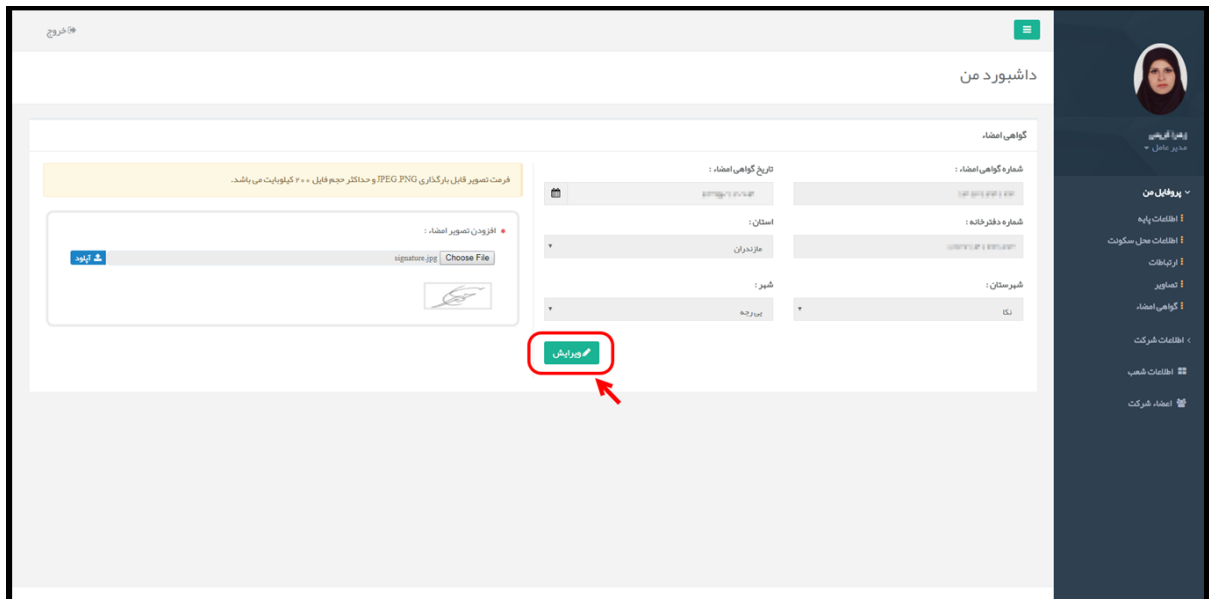 خروج
داشبورد من
گواهی امضاء
شماره گواهی امضاء :
تاریخ گواهی امضاء :
شماره دفترخانه :
استان :
مازندران
شهرستان :
نکا
شهر :
پی رجه
فرمت تصویر قابل بارگذاری JPEG,PNG و حداکثر حجم فایل ۲۰۰ کیلوبایت می باشد.
افزودن تصویر امضاء :
Choose File signature.jpg
آپلود
ویرایش
مدیر عامل
پروفایل من
اطلاعات پایه
اطلاعات محل سکونت
ارتباطات
تصاویر
گواهی امضاء
اطلاعات شرکت
اطلاعات شعب
اعضاء شرکت